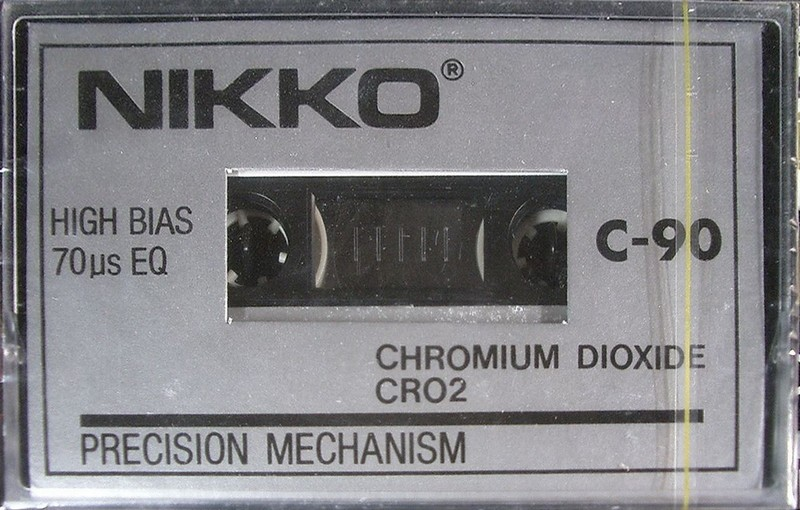 NIKKO®
HIGH BIAS
70µs EQ
C-90
CHROMIUM DIOXIDE
CRO2
PRECISION MECHANISM